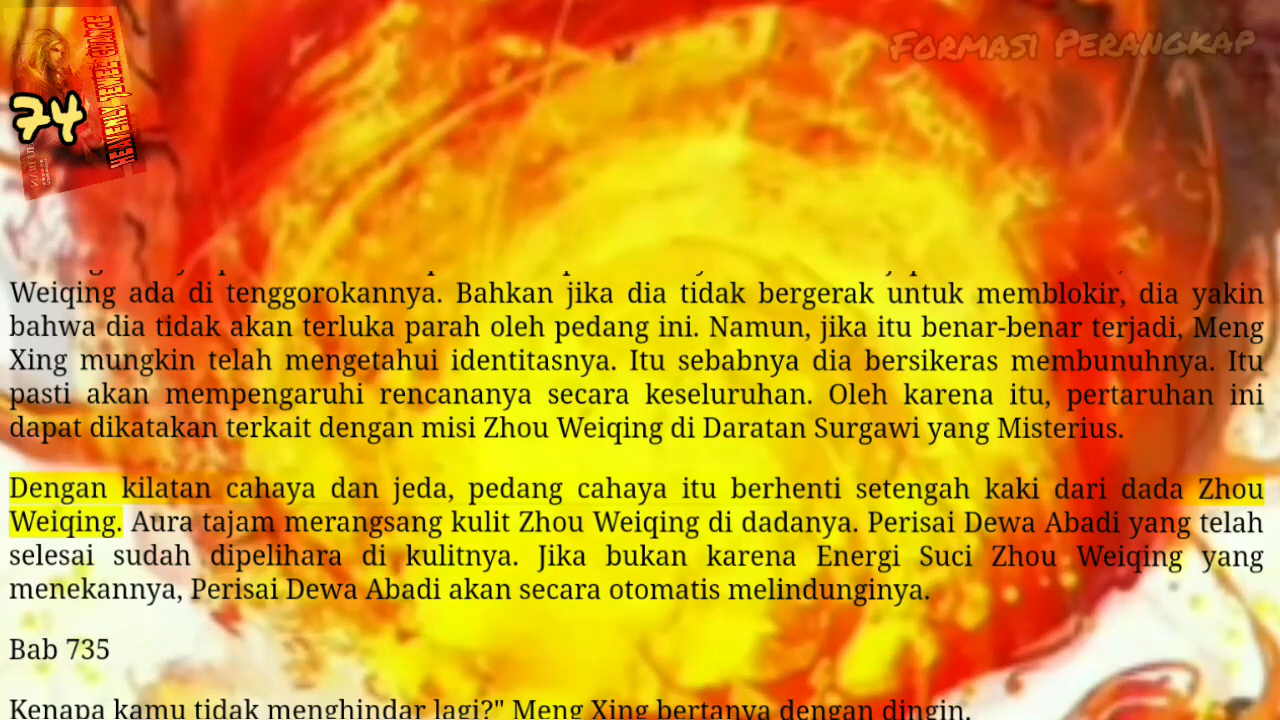 Formasi Perangkap
74
HEAVENLY JEWEL CHANGE
Weiqing ada di tenggorokannya. Bahkan jika dia tidak bergerak untuk memblokir, dia yakin
bahwa dia tidak akan terluka parah oleh pedang ini. Namun, jika itu benar-benar terjadi, Meng
Xing mungkin telah mengetahui identitasnya. Itu sebabnya dia bersikeras membunuhnya. Itu
pasti akan mempengaruhi rencananya secara keseluruhan. Oleh karena itu, pertaruhan ini
dapat dikatakan terkait dengan misi Zhou Weiqing di Daratan Surgawi yang Misterius.
Dengan kilatan cahaya dan jeda, pedang cahaya itu berhenti setengah kaki dari dada Zhou
Weiqing. Aura tajam merangsang kulit Zhou Weiqing di dadanya. Perisai Dewa Abadi yang telah
selesai sudah dipelihara di kulitnya. Jika bukan karena Energi Suci Zhou Weiqing yang
menekannya, Perisai Dewa Abadi akan secara otomatis melindunginya.
Bab 735
Kenapa kamu tidak menghindar lagi?" Meng Xing bertanya dengan dingin.